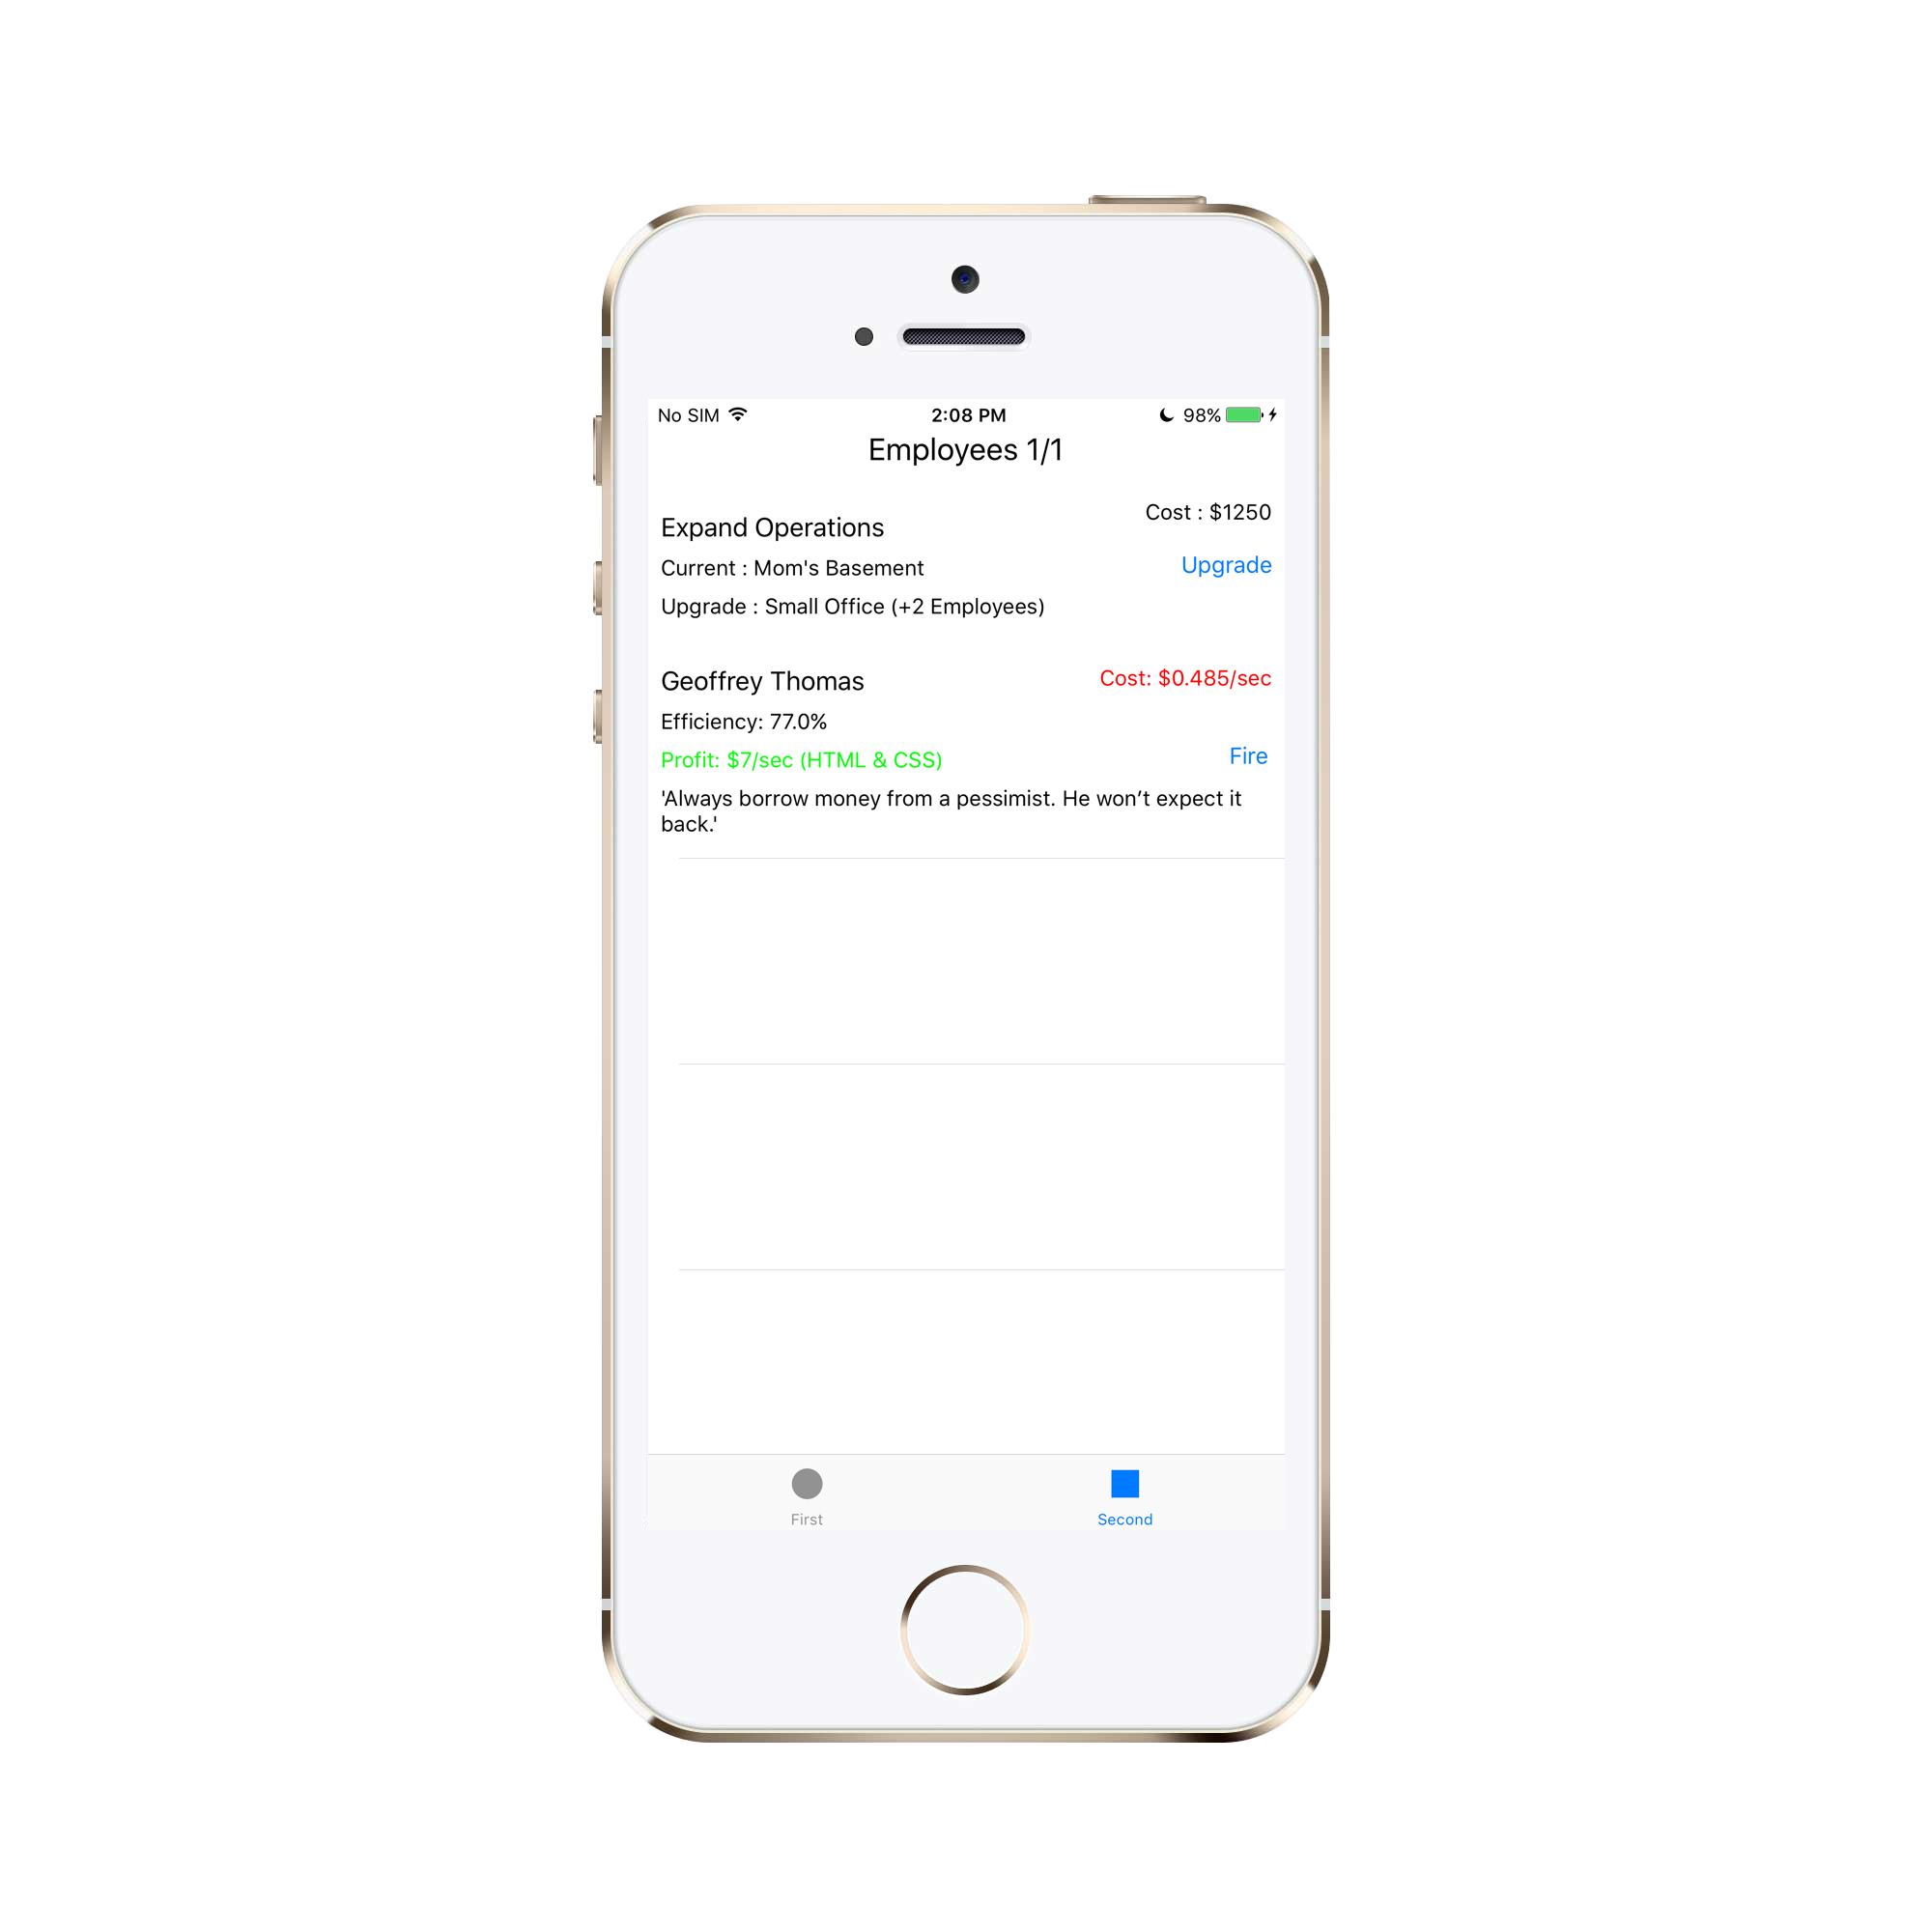 No SIM 2:08 PM 98%
Employees 1/1
Cost : $1250
Expand Operations
Current : Mom's Basement
Upgrade
Upgrade : Small Office (+2 Employees)
Geoffrey Thomas
Cost: $0.485/sec
Efficiency: 77.0%
Profit: $7/sec (HTML & CSS)
Fire
'Always borrow money from a pessimist. He won’t expect it
back.'
First
Second